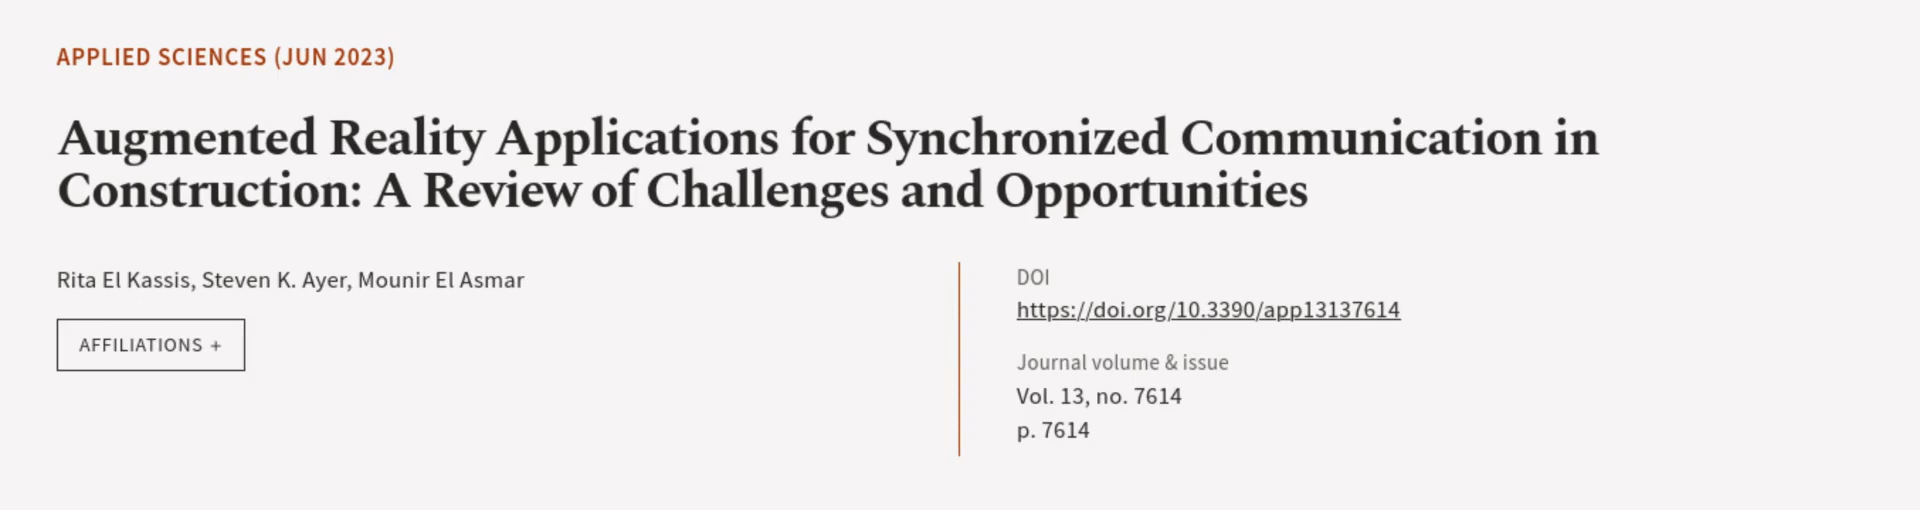 APPLIED SCIENCES (JUN 2023)
Augmented Reality Applications for Synchronized Communication in
Construction: A Review of Challenges and Opportunities
Rita El Kassis, Steven K. Ayer, Mounir El Asmar
AFFILIATIONS +
DOI
https://doi.org/10.3390/app13137614
Journal volume & issue
Vol. 13, no. 7614
p. 7614